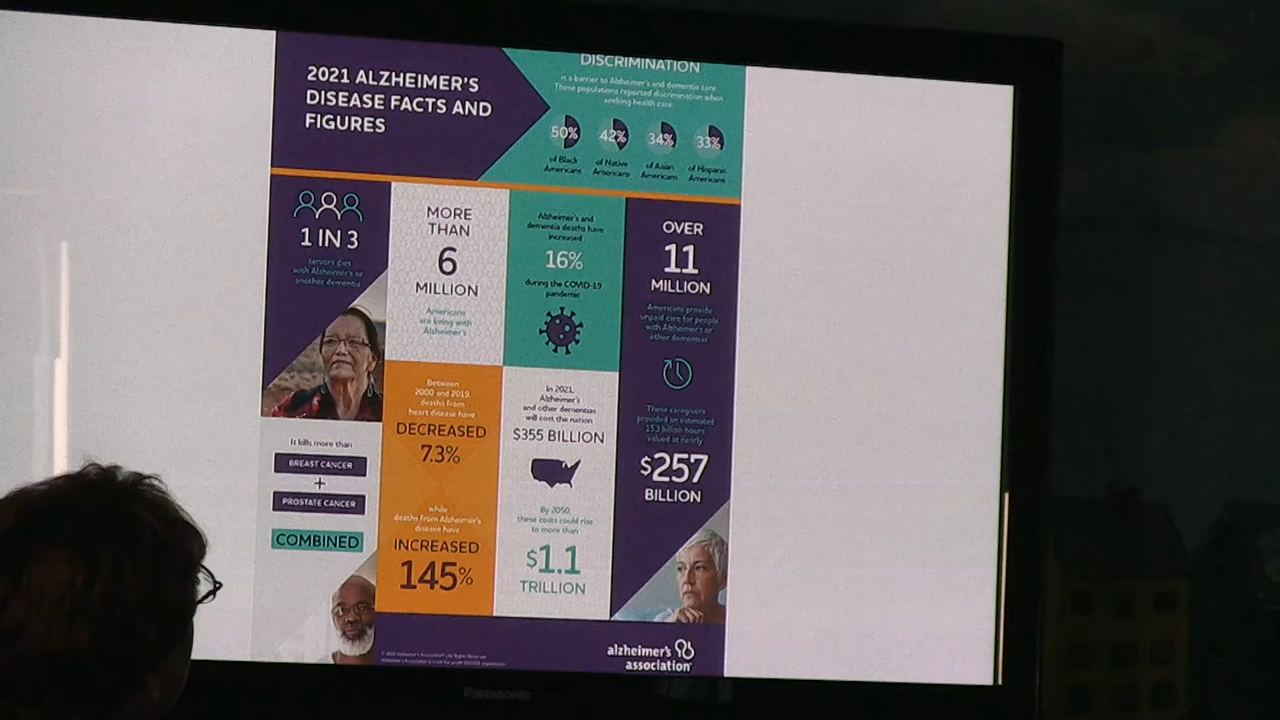 2021 ALZHEIMER'S
DISEASE FACTS AND
FIGURES
DISCRIMINATION
is a barrier to Alzheimer's and dementia care.
These populations reported discrimination when
seeking health care.
50%
of Black
Americans
42%
of Native
Americans
34%
of Asian
Americans
33%
of Hispanic
Americans
1 IN 3
seniors dies
with Alzheimer's or
another dementia
It kills more than
BREAST CANCER
+
PROSTATE CANCER
COMBINED
MORE
THAN
6
MILLION
Americans
are living with
Alzheimer's
Between
2000 and 2019,
deaths from
heart disease have
DECREASED
7.3%
while
deaths from Alzheimer's
disease have
INCREASED
145%
Alzheimer's and
dementia deaths have
increased
16%
during the COVID-19
pandemic
In 2021,
Alzheimer's
and other dementias
will cost the nation
$355 BILLION
By 2050,
these costs could rise
to more than
$1.1
TRILLION
OVER
11
MILLION
Americans provide
unpaid care for people
with Alzheimer's or
other dementias
These caregivers
provided an estimated
15.3 billion hours
valued at nearly
$257
BILLION
alzheimer's
association
Panasonic